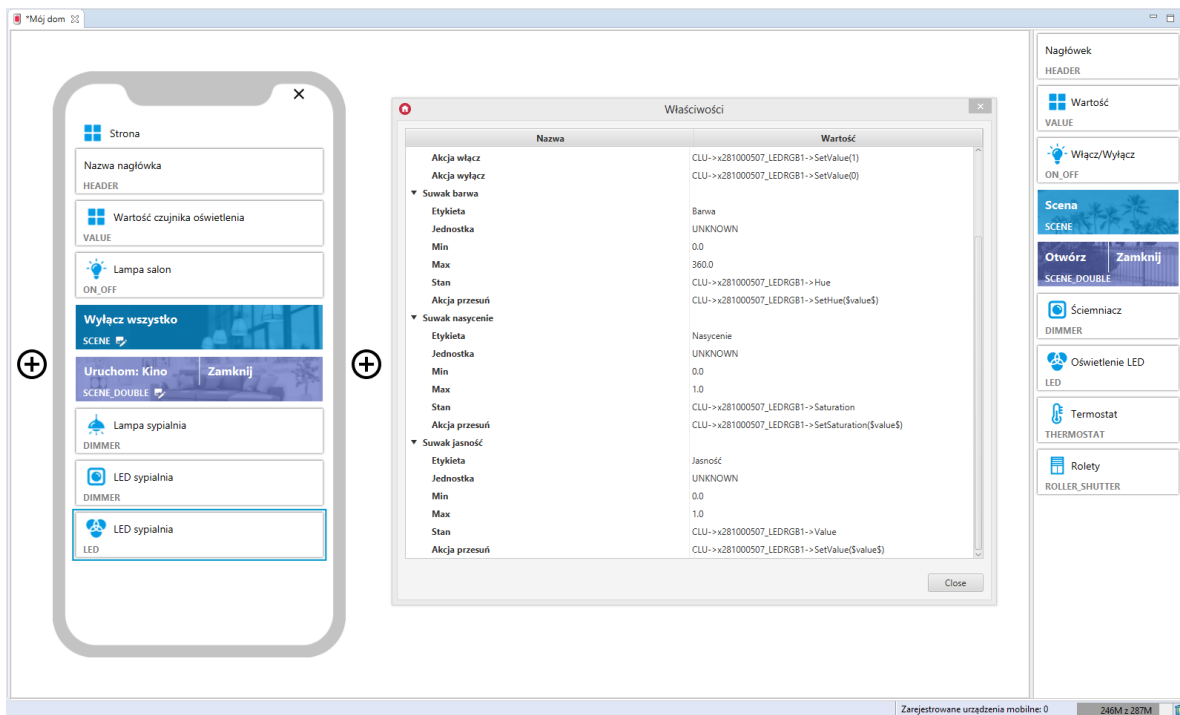 *Mój dom
Strona
Nazwa nagłówka
HEADER
Wartość czujnika oświetlenia
VALUE
Lampa salon
ON_OFF
Wyłącz wszystko
SCENE
Uruchom: Kino Zamknij
SCENE_DOUBLE
Lampa sypialnia
DIMMER
LED sypialnia
DIMMER
LED sypialnia
LED
Właściwości
Nazwa Wartość
Akcja włącz CLU->x281000507_LEDRGB1->SetValue(1)
Akcja wyłącz CLU->x281000507_LEDRGB1->SetValue(0)
Suwak barwa
Etykieta Barwa
Jednostka UNKNOWN
Min 0.0
Max 360.0
Stan CLU->x281000507_LEDRGB1->Hue
Akcja przesuń CLU->x281000507_LEDRGB1->SetHue($value$)
Suwak nasycenie
Etykieta Nasycenie
Jednostka UNKNOWN
Min 0.0
Max 1.0
Stan CLU->x281000507_LEDRGB1->Saturation
Akcja przesuń CLU->x281000507_LEDRGB1->SetSaturation($value$)
Suwak jasność
Etykieta Jasność
Jednostka UNKNOWN
Min 0.0
Max 1.0
Stan CLU->x281000507_LEDRGB1->Value
Akcja przesuń CLU->x281000507_LEDRGB1->SetValue($value$)
Close
Nagłówek
HEADER
Wartość
VALUE
Włącz/Wyłącz
ON_OFF
Scena
SCENE
Otwórz Zamknij
SCENE_DOUBLE
Ściemniacz
DIMMER
Oświetlenie LED
LED
Termostat
THERMOSTAT
Rolety
ROLLER_SHUTTER
Zarejestrowane urządzenia mobilne: 0 246M z 287M